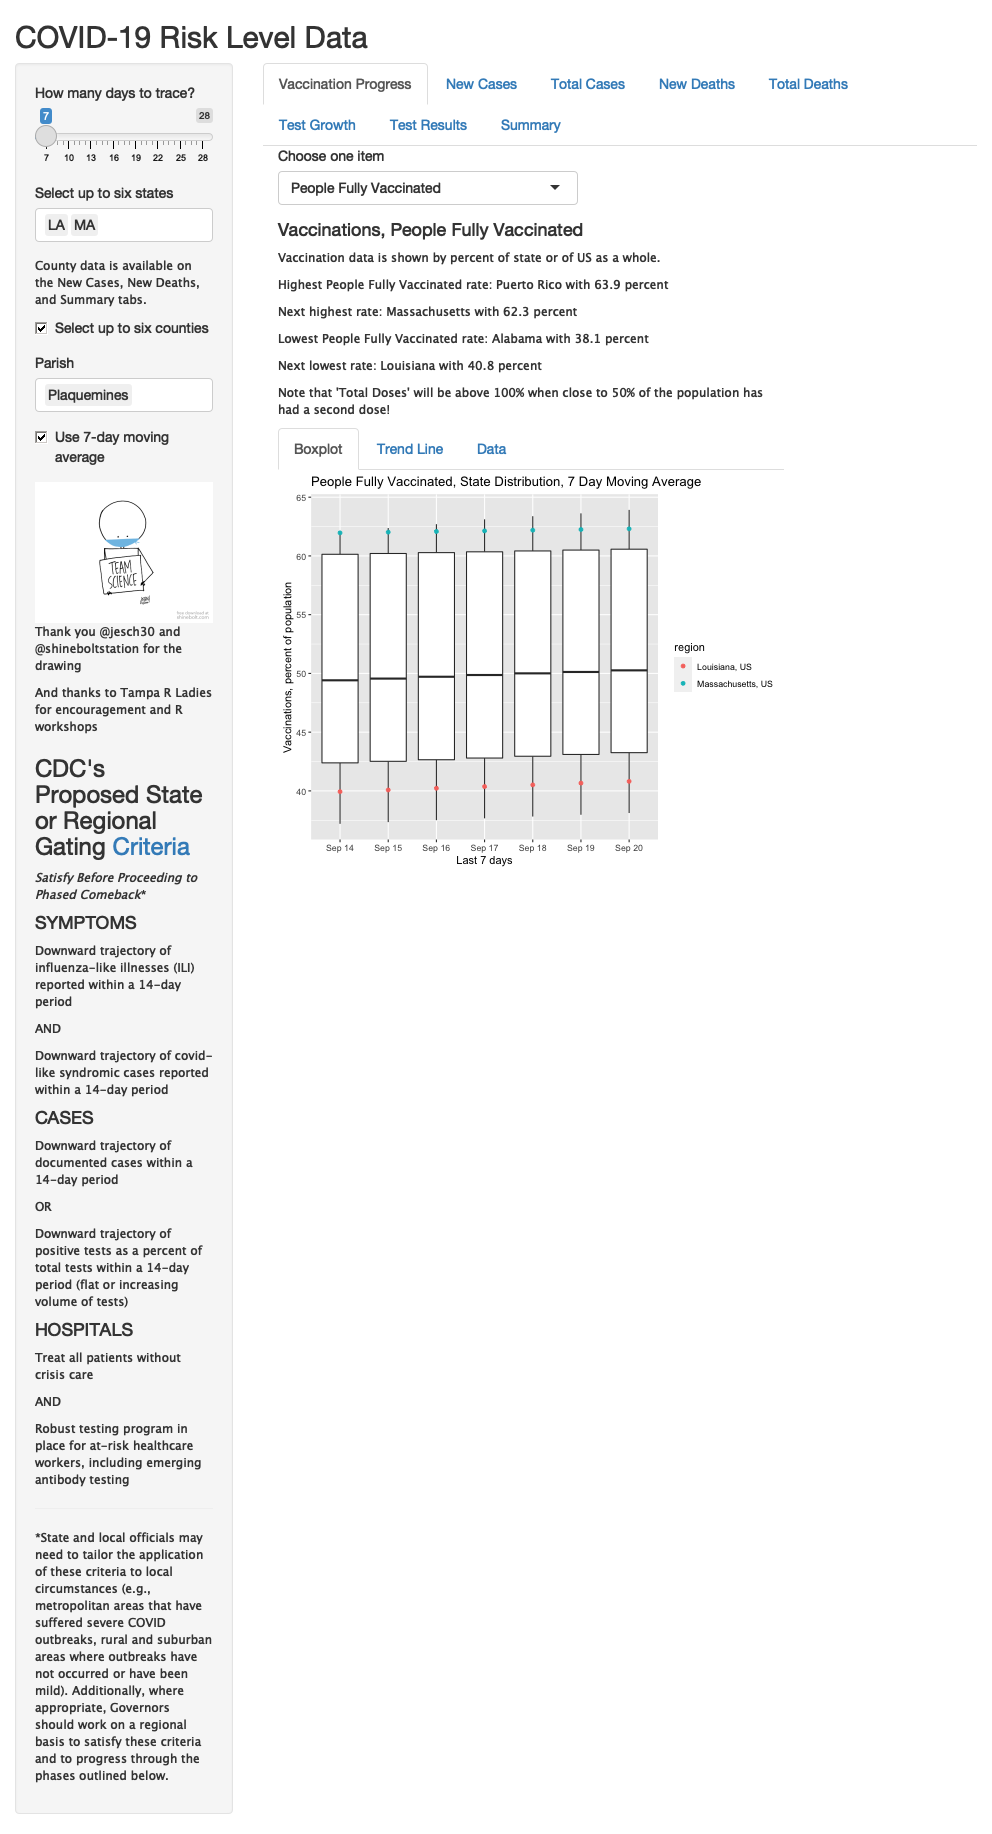 COVID-19 Risk Level Data
How many days to trace?
7
28
7 10 13 16 19 22 25 28
Select up to six states
LA MA
County data is available on
the New Cases, New Deaths,
and Summary tabs.
Select up to six counties
Parish
Plaquemines
Use 7-day moving
average
TEAM
SCIENCE
Thank you @jesch30 and
@shineboltstation for the
drawing
And thanks to Tampa R Ladies
for encouragement and R
workshops
CDC's
Proposed State
or Regional
Gating Criteria
Satisfy Before Proceeding to
Phased Comeback*
SYMPTOMS
Downward trajectory of
influenza-like illnesses (ILI)
reported within a 14-day
period
AND
Downward trajectory of covid-
like syndromic cases reported
within a 14-day period
CASES
Downward trajectory of
documented cases within a
14-day period
OR
Downward trajectory of
positive tests as a percent of
total tests within a 14-day
period (flat or increasing
volume of tests)
HOSPITALS
Treat all patients without
crisis care
AND
Robust testing program in
place for at-risk healthcare
workers, including emerging
antibody testing
*State and local officials may
need to tailor the application
of these criteria to local
circumstances (e.g.,
metropolitan areas that have
suffered severe COVID
outbreaks, rural and suburban
areas where outbreaks have
not occurred or have been
mild). Additionally, where
appropriate, Governors
should work on a regional
basis to satisfy these criteria
and to progress through the
phases outlined below.
Vaccination Progress New Cases Total Cases New Deaths Total Deaths
Test Growth Test Results Summary
Choose one item
People Fully Vaccinated
Vaccinations, People Fully Vaccinated
Vaccination data is shown by percent of state or of US as a whole.
Highest People Fully Vaccinated rate: Puerto Rico with 63.9 percent
Next highest rate: Massachusetts with 62.3 percent
Lowest People Fully Vaccinated rate: Alabama with 38.1 percent
Next lowest rate: Louisiana with 40.8 percent
Note that 'Total Doses' will be above 100% when close to 50% of the population has
had a second dose!
Boxplot Trend Line Data
People Fully Vaccinated, State Distribution, 7 Day Moving Average
Vaccinations, percent of population
65
60
55
50
45
40
Sep 14 Sep 15 Sep 16 Sep 17 Sep 18 Sep 19 Sep 20
Last 7 days
region
Louisiana, US
Massachusetts, US